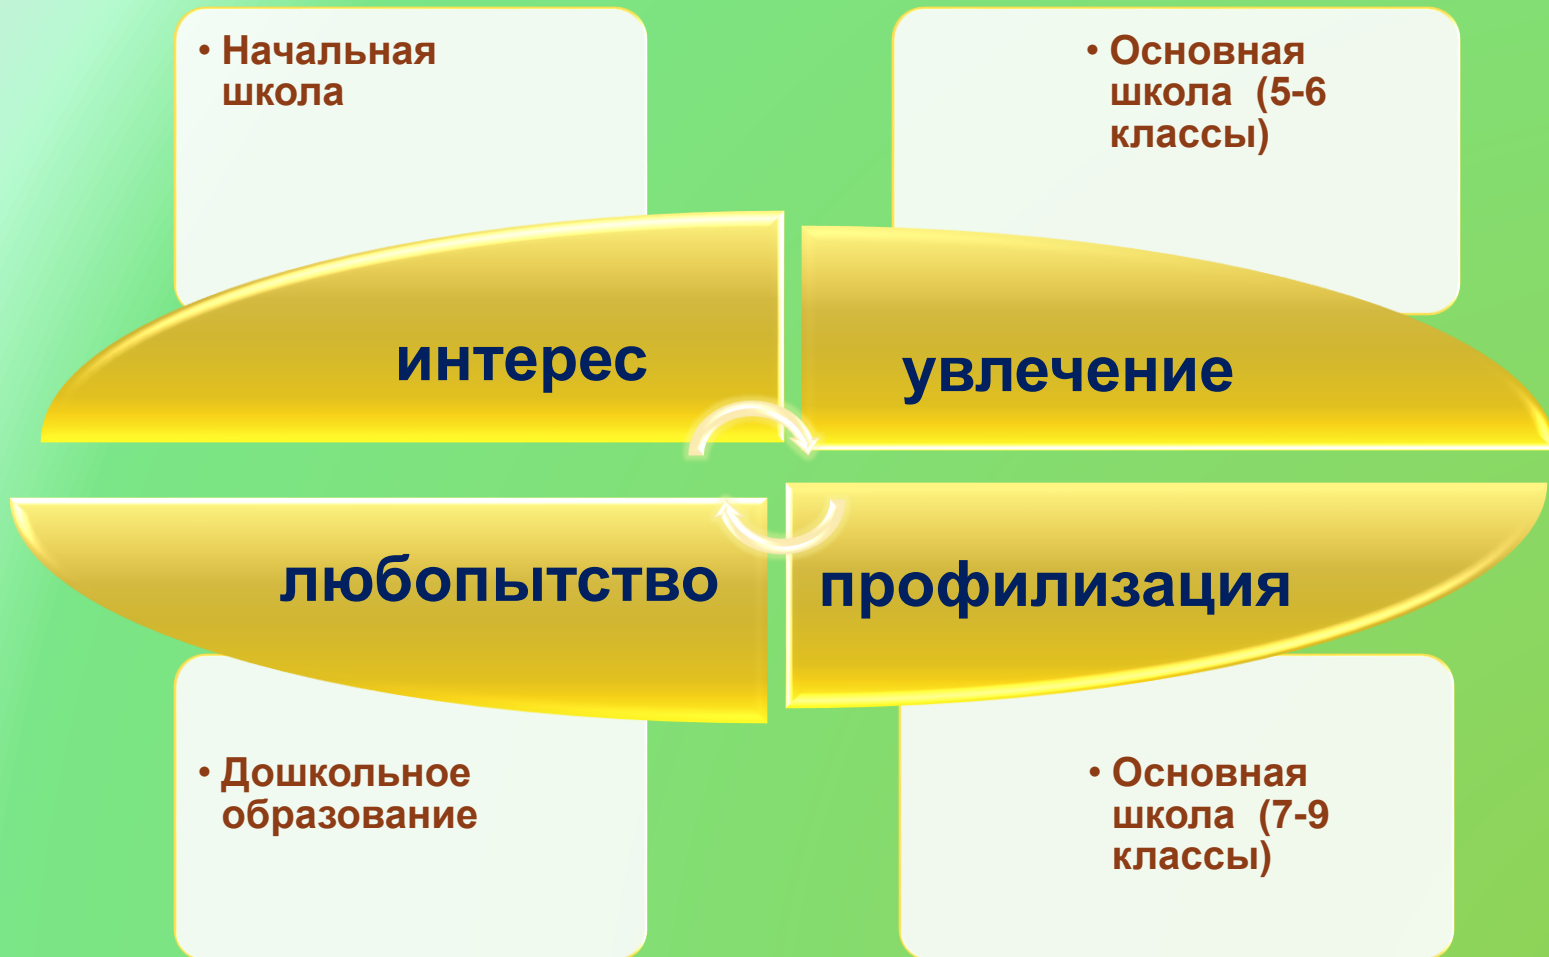 • Начальная
школа
• Основная
школа (5-6
классы)
интерес
увлечение
любопытство
профилизация
• Дошкольное
образование
• Основная
школа (7-9
классы)